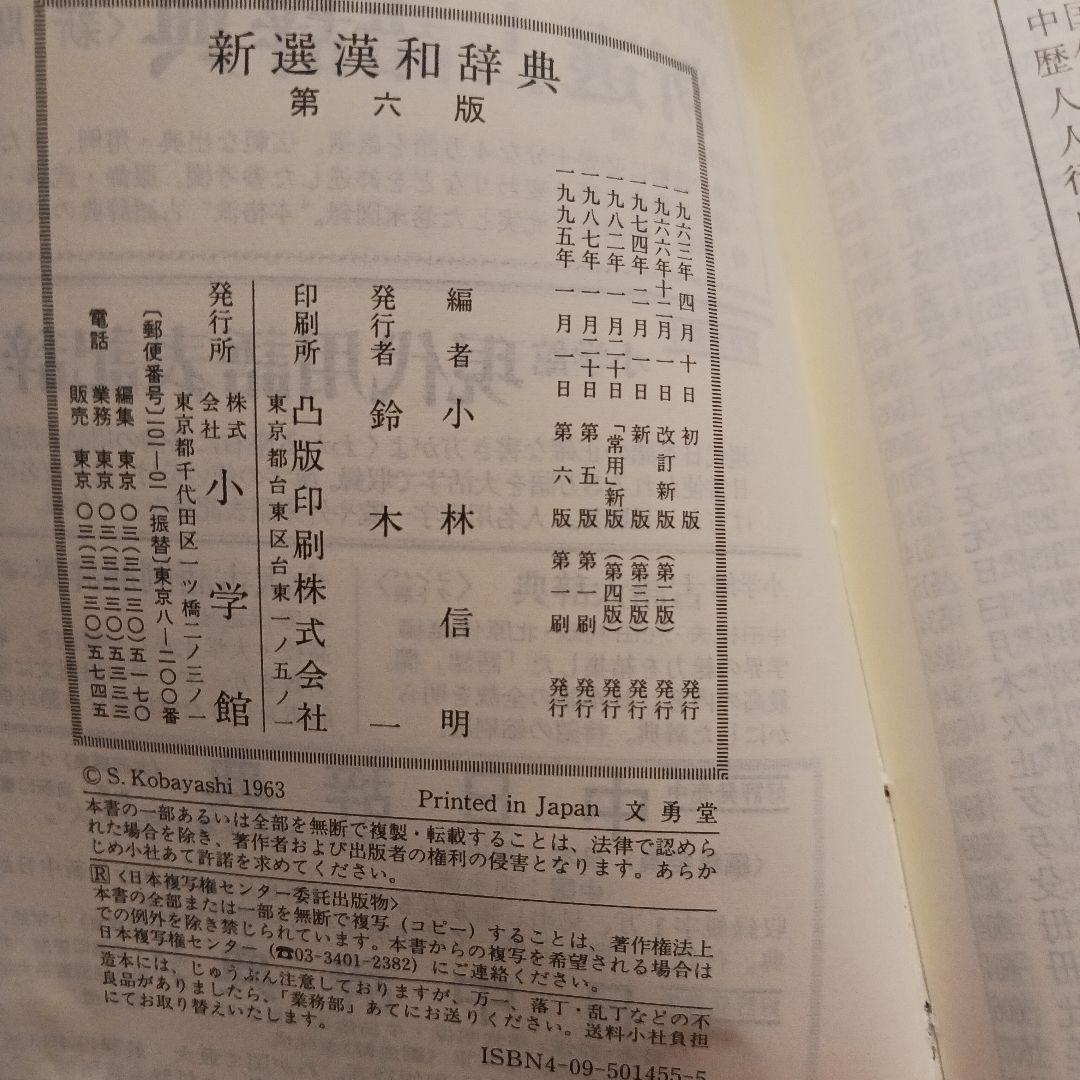 新選漢和辞典
第六版
一九六三年四月十日 初版 発行
一九六六年十二月一日 改訂新版(第二版) 発行
一九七四年二月一日 新版(第三版) 発行
一九八二年一月二十日 「常用」新版(第四版) 発行
一九八七年一月二十日 第五版 第一刷 発行
一九九五年一月一日 第六版 第一刷 発行
編者 小林信明
発行者 鈴木一
印刷所 凸版印刷株式会社
東京都台東区台東一ノ五ノ一
発行所 株式会社 小学館
東京都千代田区一ツ橋二ノ三ノ一
〔郵便番号〕一〇一―〇一〔振替〕東京八―二〇〇番
電話 編集 東京 〇三(三二三〇)五一七〇
業務 東京 〇三(三二三〇)五三三三
販売 東京 〇三(三二三〇)五七四五
© S. Kobayashi 1963 Printed in Japan 文勇堂
本書の一部あるいは全部を無断で複製・転載することは、法律で認めら
れた場合を除き、著作者および出版者の権利の侵害となります。あらか
じめ小社あて許諾を求めてください。
R〈日本複写権センター委託出版物〉
本書の全部または一部を無断で複写(コピー)することは、著作権法上
での例外を除き禁じられています。本書からの複写を希望される場合は
日本複写権センター(☎03-3401-2382)にご連絡ください。
造本には、じゅうぶん注意しておりますが、万一、落丁・乱丁などの不
良品がありましたら、「業務部」あてにお送りください。送料小社負担
にてお取り替えいたします。
ISBN4-09-501455-5